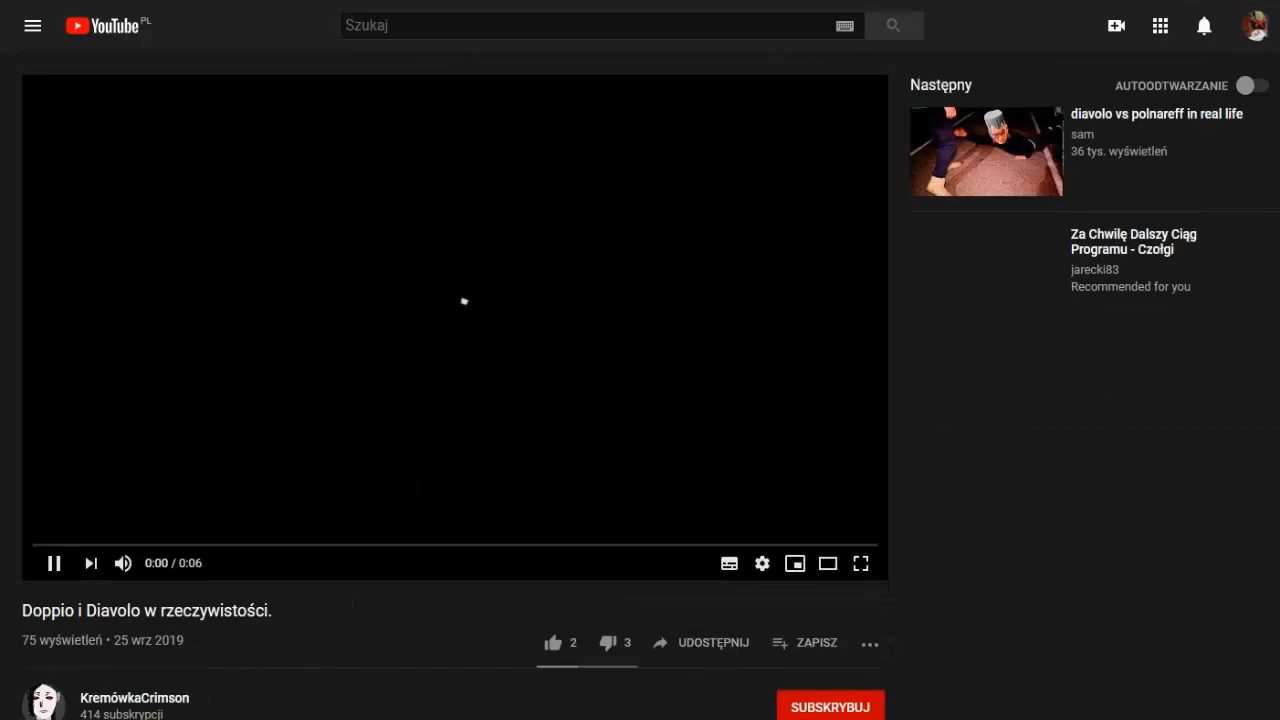 YouTube PL
Szukaj
Następny
AUTOODTWARZANIE
diavolo vs polnareff in real life
sam
36 tys. wyświetleń
Za Chwilę Dalszy Ciąg
Programu - Czołgi
jarecki83
Recommended for you
0:00 / 0:06
Doppio i Diavolo w rzeczywistości.
75 wyświetleń • 25 wrz 2019
2
3
UDOSTĘPNIJ
ZAPISZ
KremówkaCrimson
414 subskrypcji
SUBSKRYBUJ